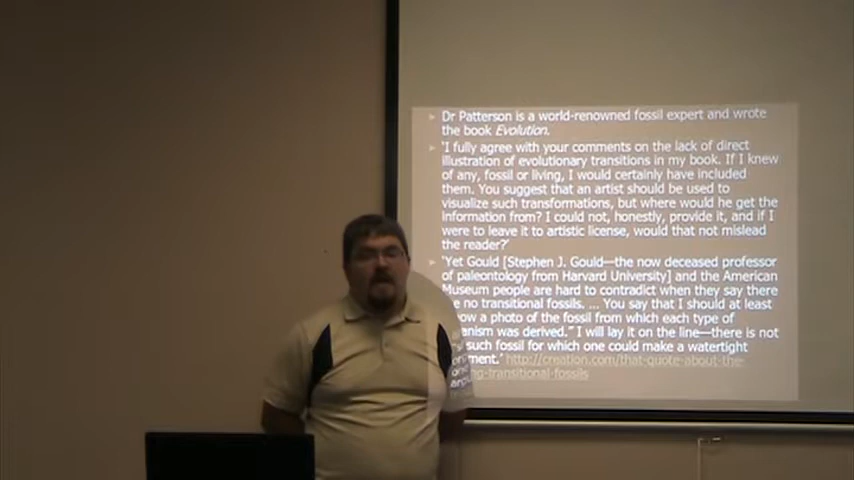 Dr Patterson is a world-renowned fossil expert and wrote
the book Evolution.
'I fully agree with your comments on the lack of direct
illustration of evolutionary transitions in my book. If I knew
of any, fossil or living, I would certainly have included
them. You suggest that an artist should be used to
visualize such transformations, but where would he get the
information from? I could not, honestly, provide it, and if I
were to leave it to artistic license, would that not mislead
the reader?'
'Yet Gould [Stephen J. Gould—the now deceased professor
of paleontology from Harvard University] and the American
Museum people are hard to contradict when they say there
no transitional fossils. ... You say that I should at least
a photo of the fossil from which each type of
was derived." I will lay it on the line—there is not
such fossil for which one could make a watertight
http://creation.com/that-quote-about-the-
-transitional-fossils